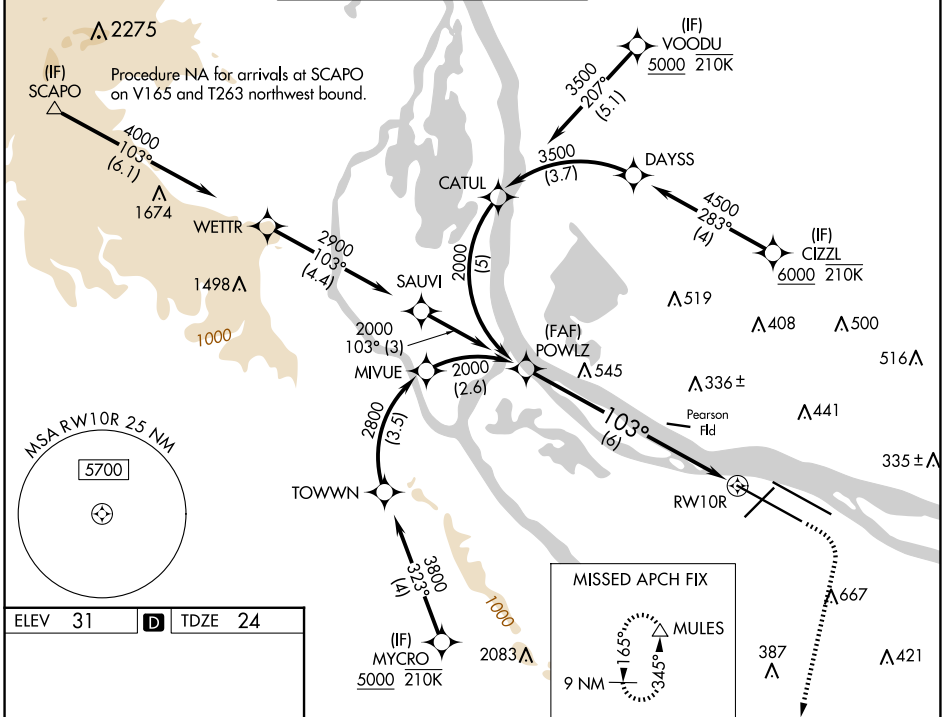 2275
(IF)
SCAPO
Procedure NA for arrivals at SCAPO
on V165 and T263 northwest bound.
(IF)
VOODU
5000 210K
3500
207°
(5.1)
4000
103°
(6.1)
1674
3500
(3.7)
DAYSS
CATUL
4500
283°
(4)
(IF)
CIZZL
6000 210K
WETTR
2900
103°
(4.4)
2000
(5)
1498
1000
SAUVI
519
408
500
516
2000
103° (3)
(FAF)
POWLZ
545
MIVUE
2000
(2.6)
336 ±
441
335 ±
Pearson
Fld
103°
(6)
2800
(3.5)
MSA RW10R 25 NM
5700
TOWWN
RW10R
3800
323°
(4)
1000
MISSED APCH FIX
MULES
165°
345°
9 NM
667
387
421
ELEV 31 D TDZE 24
(IF)
MYCRO
5000 210K
2083